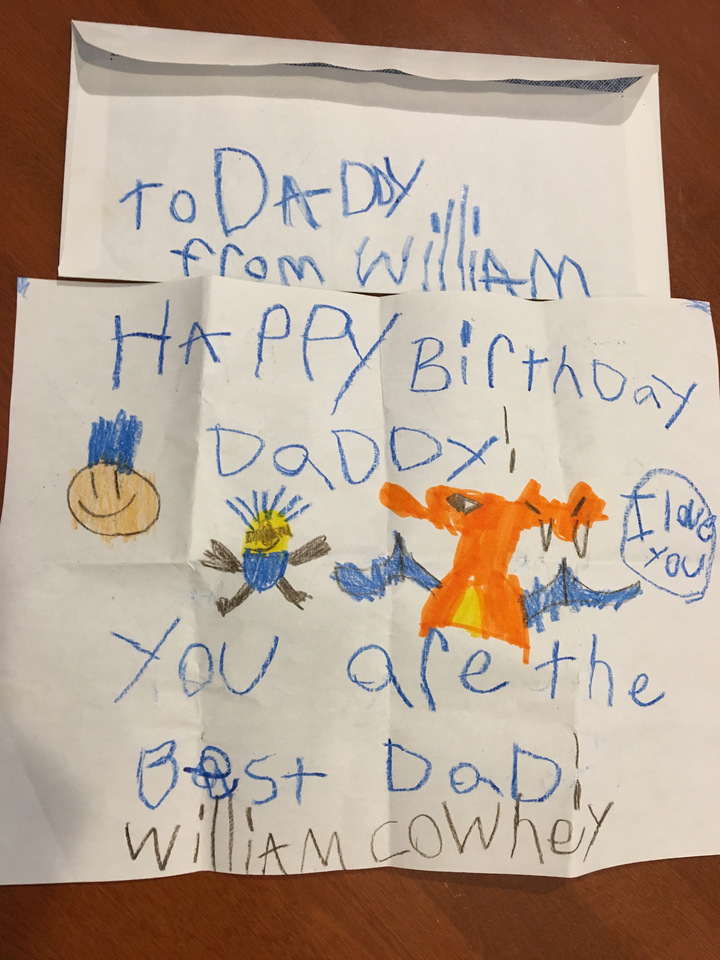 To DADDY
from William
HAPPY BirthDay
DaDDy!
I love
you
you are the
Best DaD!
William Cowhey